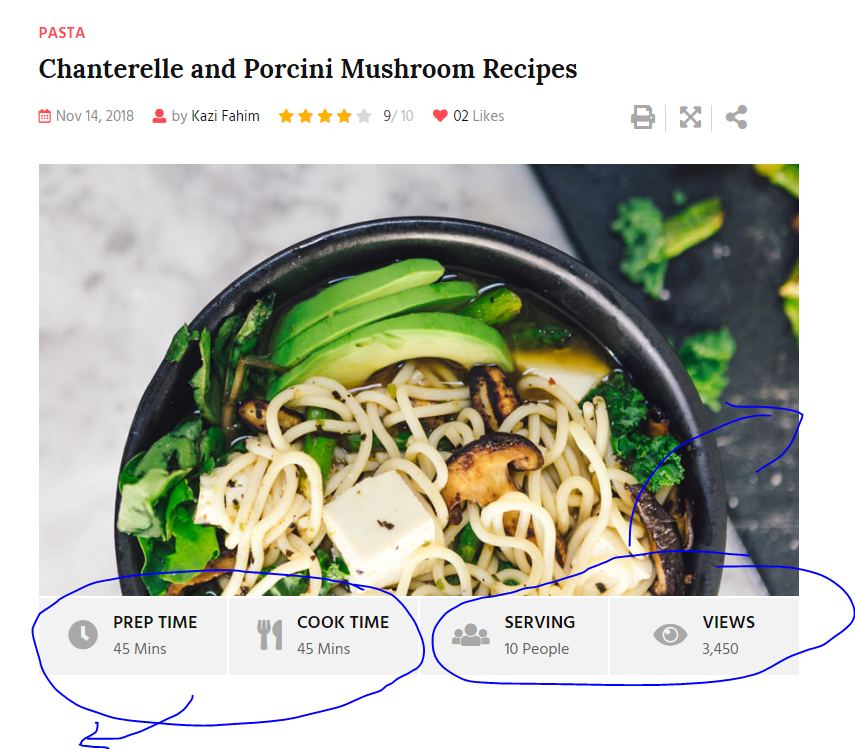 PASTA
Chanterelle and Porcini Mushroom Recipes
Nov 14, 2018 by Kazi Fahim 9/ 10 02 Likes
PREP TIME COOK TIME SERVING VIEWS
45 Mins 45 Mins 10 People 3,450